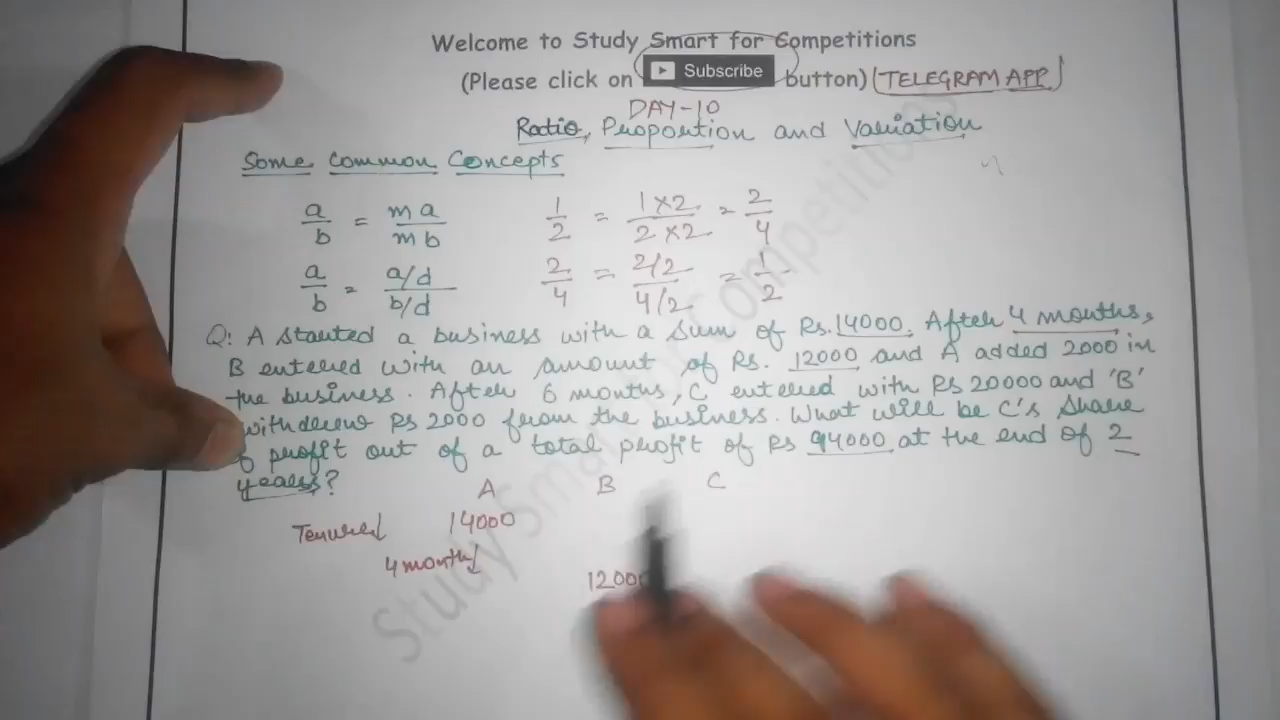 Welcome to Study Smart for Competitions
(Please click on Subscribe button) (TELEGRAM APP)
DAY-10
Ratio, Proportion and Variation
Some Common Concepts
a/b = ma/mb 1/2 = 1×2/2×2 = 2/4
a/b = a/d/b/d 2/4 = 2/2/4/2 = 1/2
Q: A started a business with a sum of Rs. 14000. After 4 months,
B entered with an amount of Rs. 12000 and A added 2000 in
the business. After 6 months, C entered with Rs 20000 and 'B'
withdrew Rs 2000 from the business. What will be C's share
profit out of a total profit of Rs 94000 at the end of 2
years?
A B C
Tenure↓ 14000
4 month↓
12000
Study Smart for Competitions